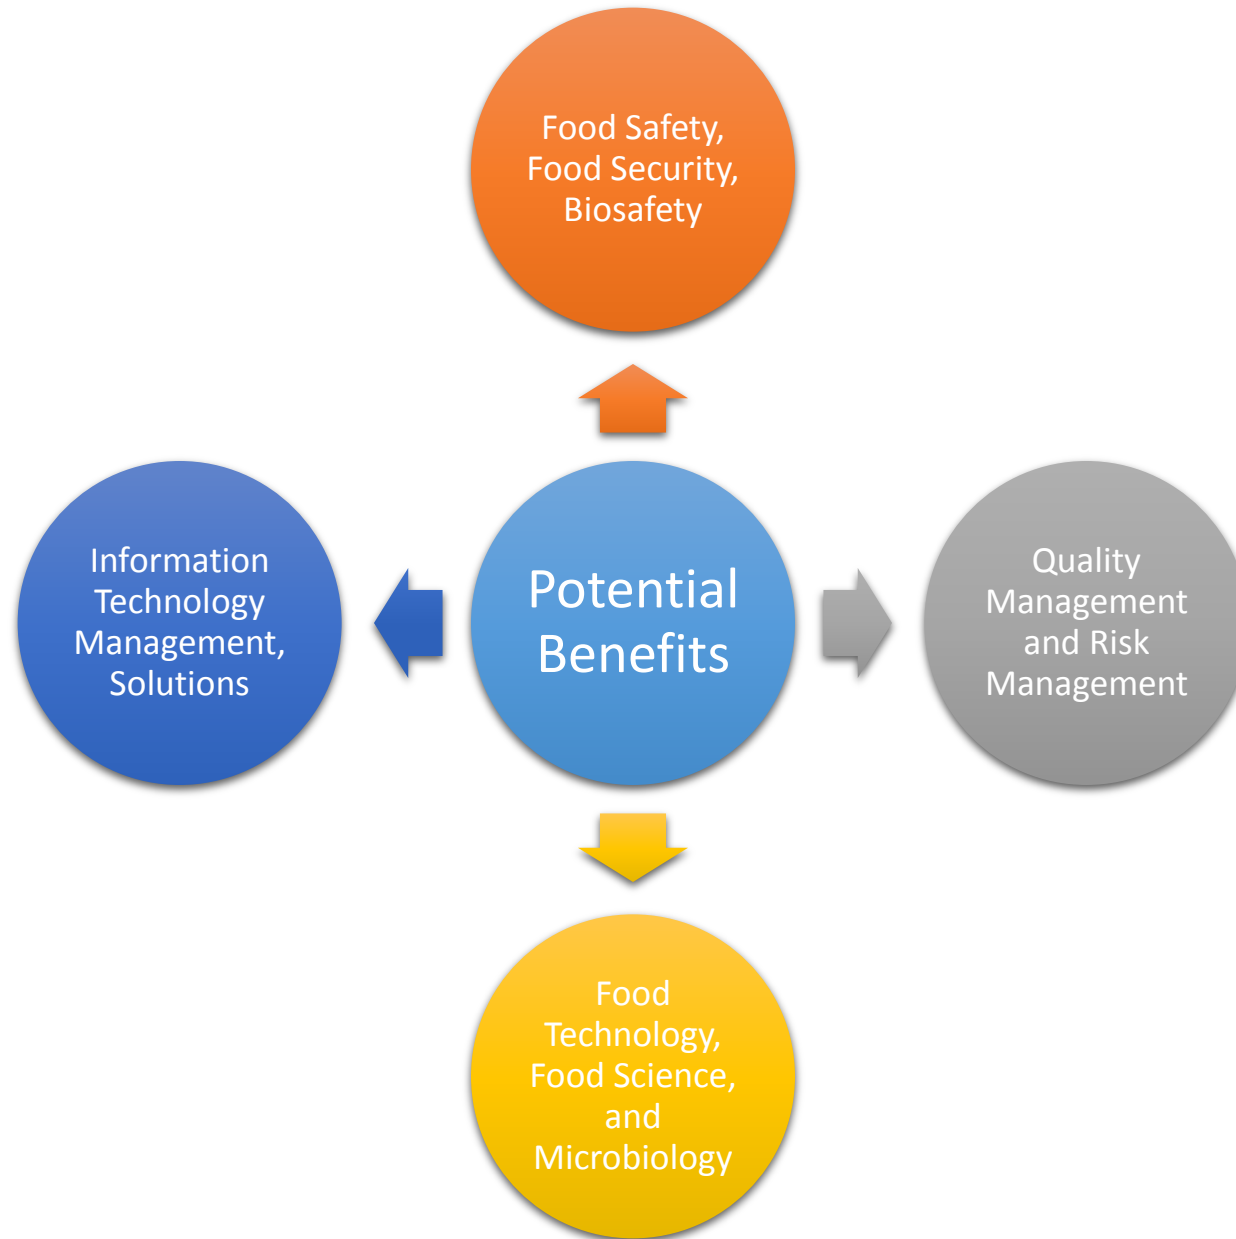 Food Safety,
Food Security,
Biosafety
Information
Technology
Management,
Solutions
Potential
Benefits
Quality
Management
and Risk
Management
Food
Technology,
Food Science,
and
Microbiology